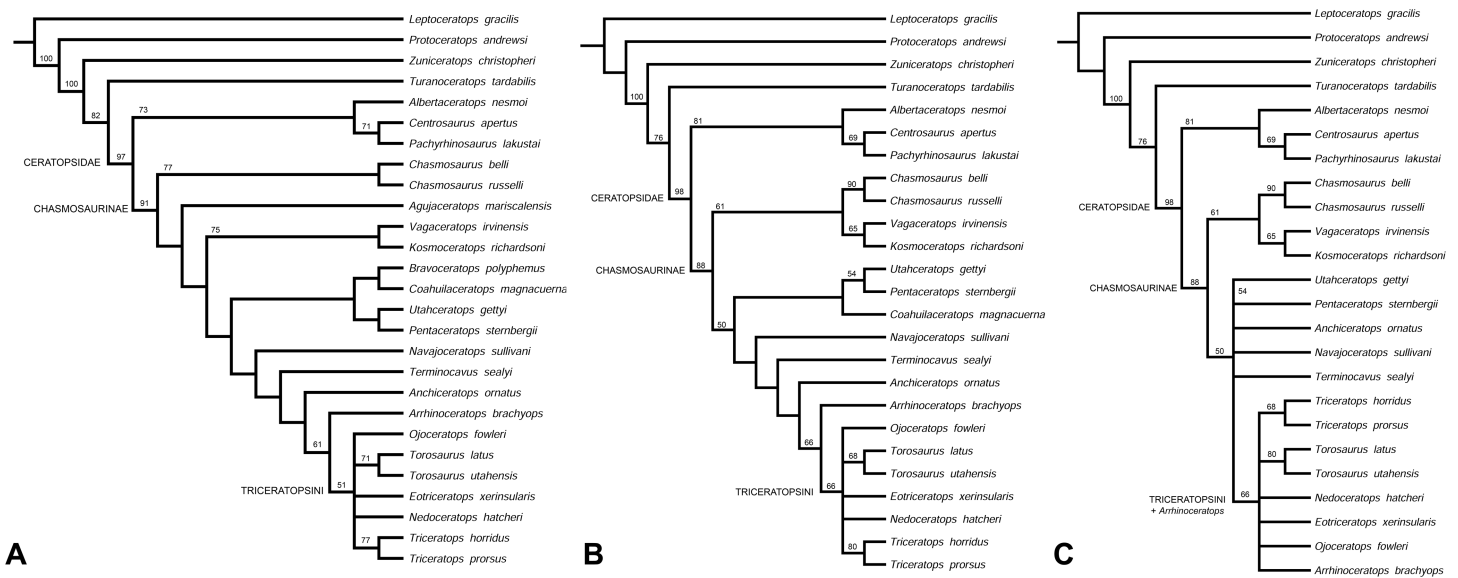 Leptoceratops gracilis
Protoceratops andrewsi
100
Zuniceratops christopheri
100
Turanoceratops tardabilis
82
Albertaceratops nesmoi
73
Centrosaurus apertus
71
Pachyrhinosaurus lakustai
CERATOPSIDAE
97
Chasmosaurus belli
77
Chasmosaurus russelli
CHASMOSAURINAE
91
Agujaceratops mariscalensis
Vagaceratops irvinensis
75
Kosmoceratops richardsoni
Bravoceratops polyphemus
Coahuilaceratops magnacuerna
Utahceratops gettyi
Pentaceratops sternbergii
Navajoceratops sullivani
Terminocavus sealyi
Anchiceratops ornatus
Arrhinoceratops brachyops
61
Ojoceratops fowleri
Torosaurus latus
71
Torosaurus utahensis
TRICERATOPSINI
51
Eotriceratops xerinsularis
Nedoceratops hatcheri
Triceratops horridus
77
Triceratops prorsus
A
Leptoceratops gracilis
Protoceratops andrewsi
Zuniceratops christopheri
100
Turanoceratops tardabilis
76
Albertaceratops nesmoi
81
Centrosaurus apertus
69
Pachyrhinosaurus lakustai
CERATOPSIDAE
98
Chasmosaurus belli
90
Chasmosaurus russelli
61
Vagaceratops irvinensis
65
Kosmoceratops richardsoni
CHASMOSAURINAE
88
Utahceratops gettyi
54
Pentaceratops sternbergii
Coahuilaceratops magnacuerna
50
Navajoceratops sullivani
Terminocavus sealyi
Anchiceratops ornatus
Arrhinoceratops brachyops
66
Ojoceratops fowleri
Torosaurus latus
68
Torosaurus utahensis
TRICERATOPSINI
66
Eotriceratops xerinsularis
Nedoceratops hatcheri
Triceratops horridus
80
Triceratops prorsus
B
Leptoceratops gracilis
Protoceratops andrewsi
Zuniceratops christopheri
100
Turanoceratops tardabilis
76
Albertaceratops nesmoi
81
Centrosaurus apertus
69
Pachyrhinosaurus lakustai
CERATOPSIDAE
98
Chasmosaurus belli
90
Chasmosaurus russelli
61
Vagaceratops irvinensis
65
Kosmoceratops richardsoni
CHASMOSAURINAE
88
Utahceratops gettyi
54
Pentaceratops sternbergii
Anchiceratops ornatus
50
Navajoceratops sullivani
Terminocavus sealyi
Triceratops horridus
68
Triceratops prorsus
Torosaurus latus
80
Torosaurus utahensis
TRICERATOPSINI
+ Arrhinoceratops
66
Nedoceratops hatcheri
Eotriceratops xerinsularis
Ojoceratops fowleri
Arrhinoceratops brachyops
C